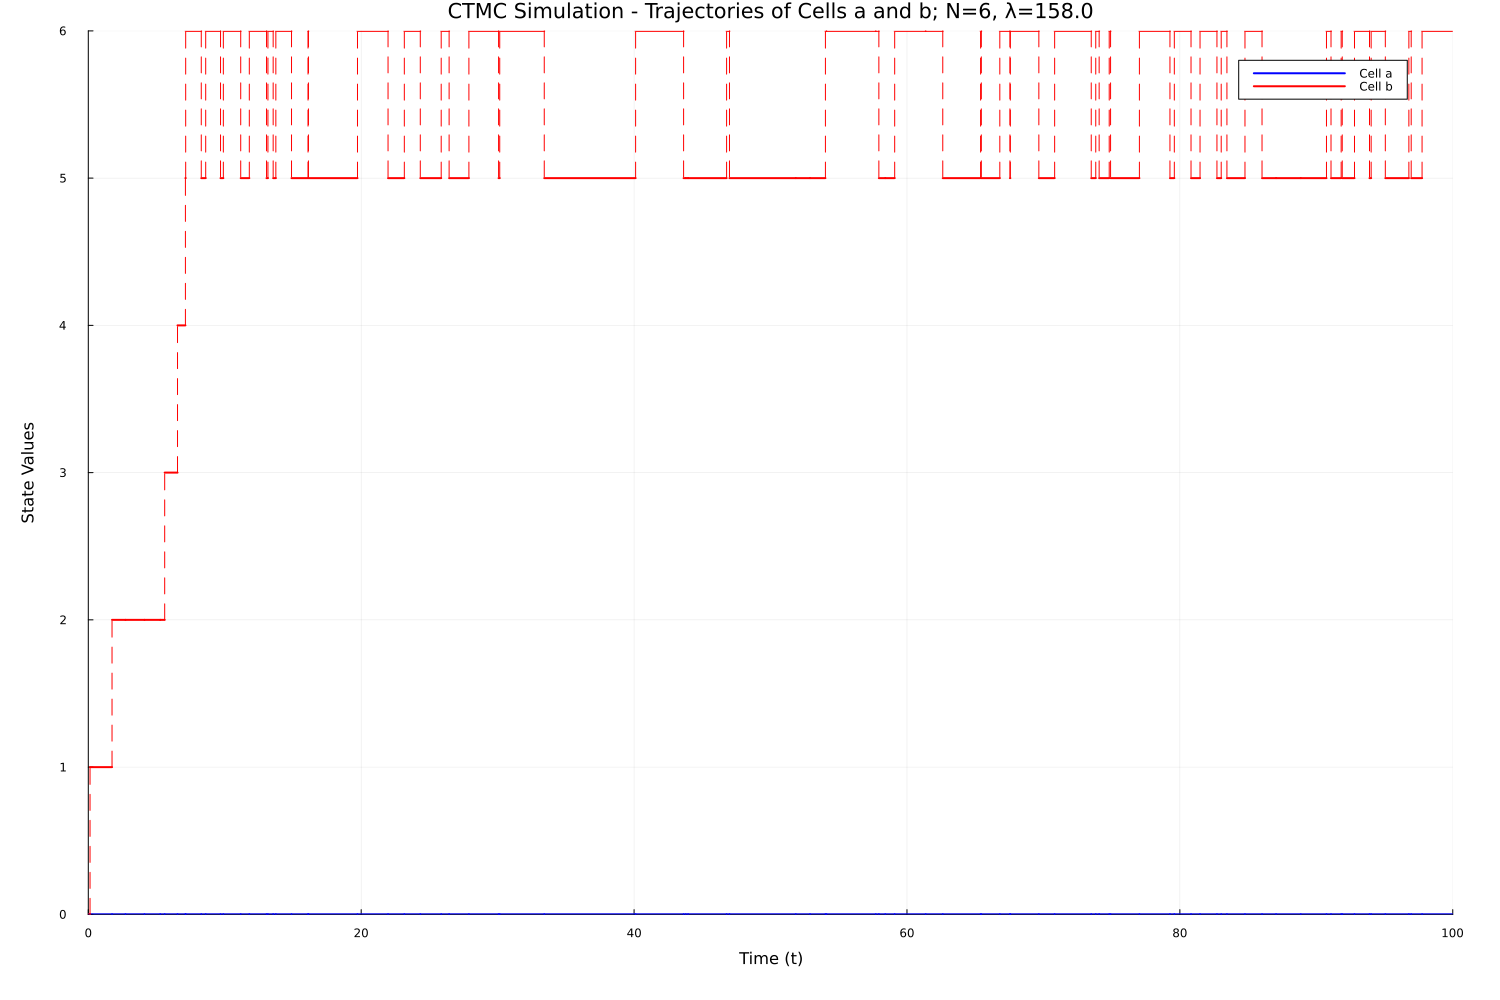 CTMC Simulation - Trajectories of Cells a and b; N=6, λ=158.0
6
Cell a
Cell b
5
4
State Values
3
2
1
0
0 20 40 60 80 100
Time (t)